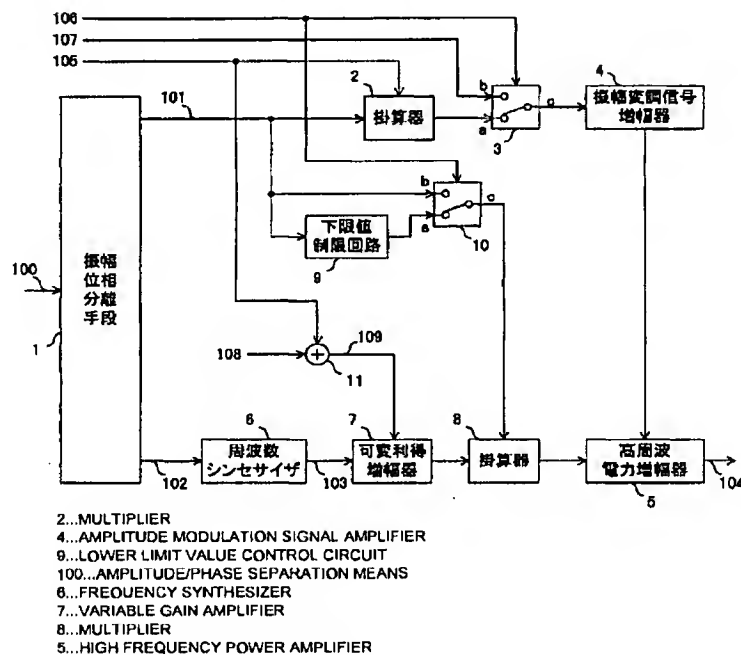 106
107
105
101
2
掛算器
b
a
c
3
4
振幅変調信号
増幅器
b
a
c
10
下限値
制限回路
9
100
振幅
位相
分離
手段
1
108
109
11
6
周波数
シンセサイザ
102
103
7
可変利得
増幅器
8
掛算器
高周波
電力増幅器
5
104
2...MULTIPLIER
4...AMPLITUDE MODULATION SIGNAL AMPLIFIER
9...LOWER LIMIT VALUE CONTROL CIRCUIT
100...AMPLITUDE/PHASE SEPARATION MEANS
6...FREQUENCY SYNTHESIZER
7...VARIABLE GAIN AMPLIFIER
8...MULTIPLIER
5...HIGH FREQUENCY POWER AMPLIFIER